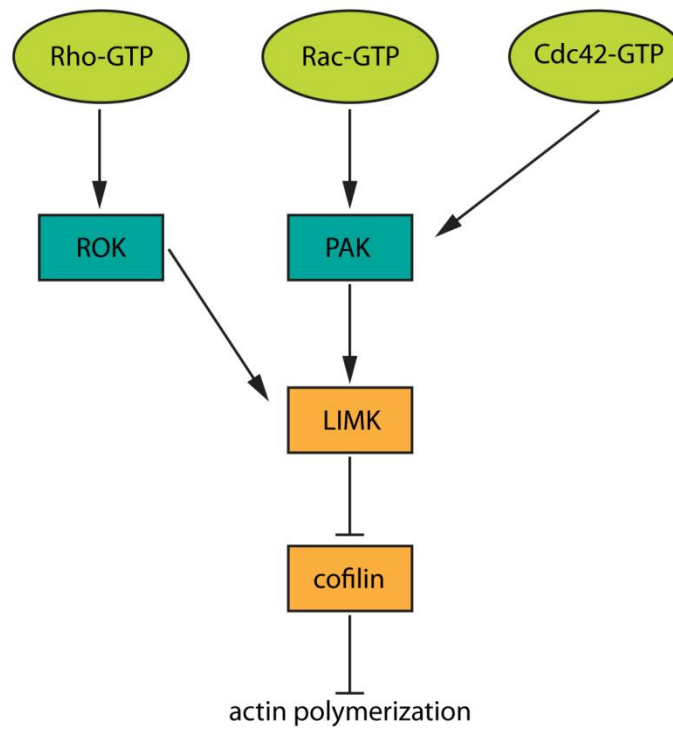 Rho-GTP
Rac-GTP
Cdc42-GTP
ROK
PAK
LIMK
cofilin
actin polymerization